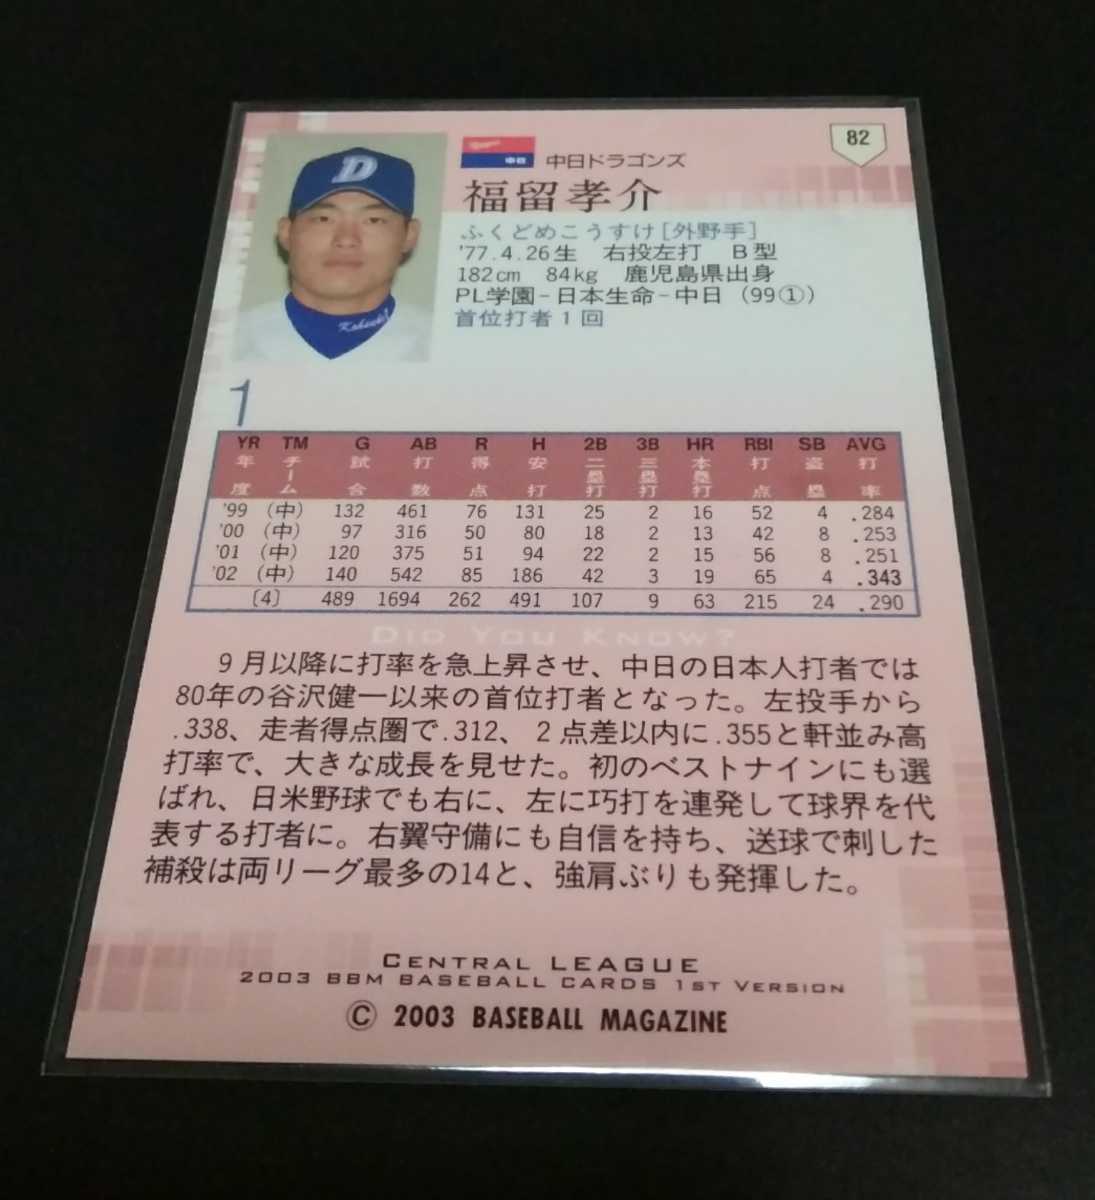 82
中日
中日ドラゴンズ
福留孝介
ふくどめこうすけ[外野手]
'77.4.26生 右投左打 B型
182cm 84kg 鹿児島県出身
PL学園-日本生命-中日(99①)
首位打者1回
D
1
YR TM G AB R H 2B 3B HR RBI SB AVG
年度 チーム 試合 打数 得点 安打 二塁打 三塁打 本塁打 打点 盗塁 打率
'99 (中) 132 461 76 131 25 2 16 52 4 .284
'00 (中) 97 316 50 80 18 2 13 42 8 .253
'01 (中) 120 375 51 94 22 2 15 56 8 .251
'02 (中) 140 542 85 186 42 3 19 65 4 .343
[4] 489 1694 262 491 107 9 63 215 24 .290
DID YOU KNOW?
9月以降に打率を急上昇させ、中日の日本人打者では
80年の谷沢健一以来の首位打者となった。左投手から
.338、走者得点圏で.312、2点差以内に.355と軒並み高
打率で、大きな成長を見せた。初のベストナインにも選
ばれ、日米野球でも右に、左に巧打を連発して球界を代
表する打者に。右翼守備にも自信を持ち、送球で刺した
補殺は両リーグ最多の14と、強肩ぶりも発揮した。
CENTRAL LEAGUE
2003 BBM BASEBALL CARDS 1ST VERSION
© 2003 BASEBALL MAGAZINE